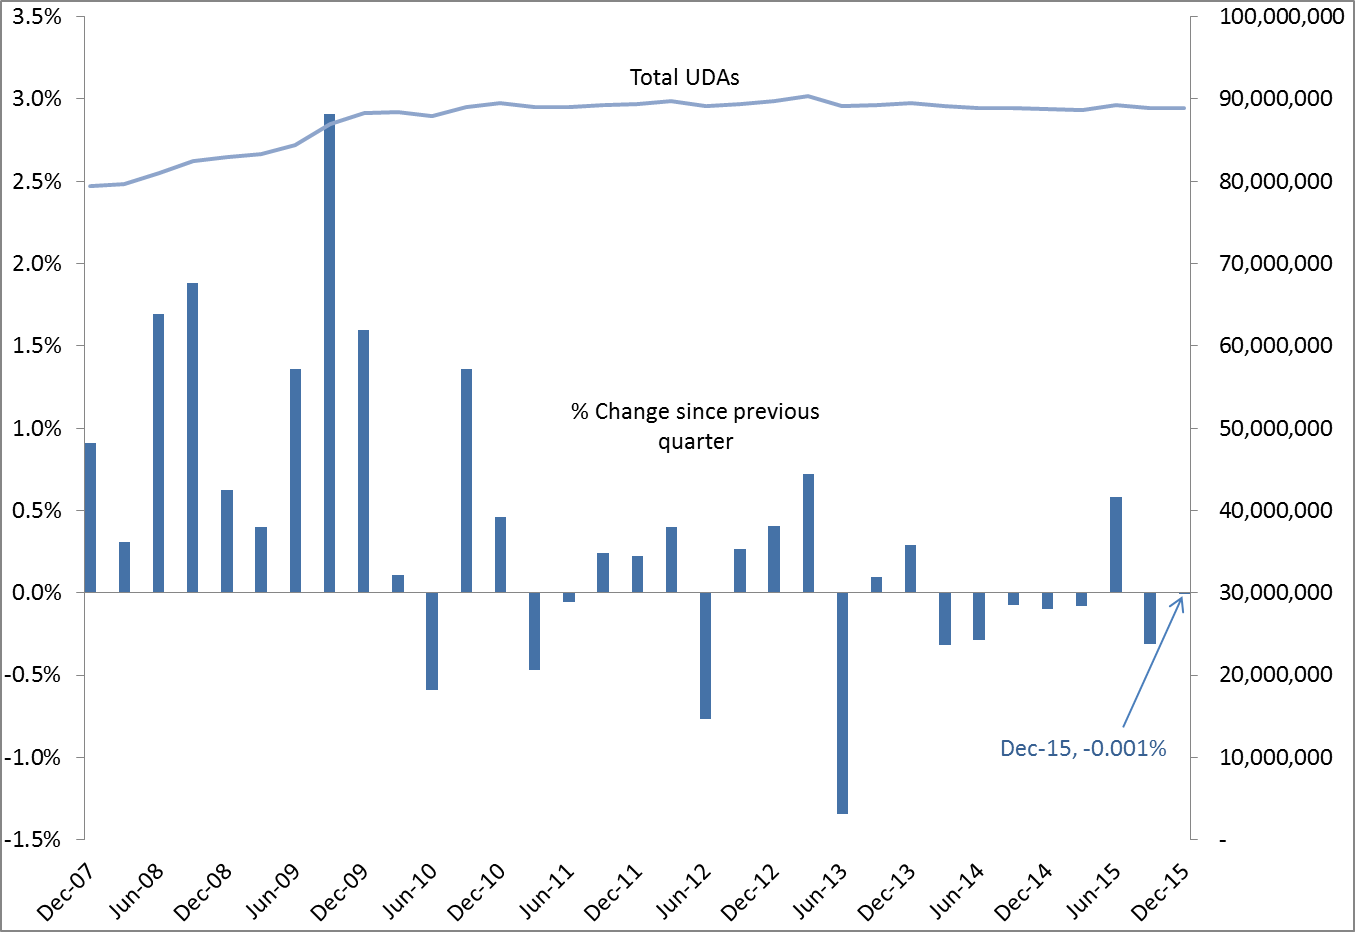 3.5%
3.0%
2.5%
2.0%
1.5%
1.0%
0.5%
0.0%
-0.5%
-1.0%
-1.5%
Total UDAs
% Change since previous
quarter
Dec-15, -0.001%
100,000,000
90,000,000
80,000,000
70,000,000
60,000,000
50,000,000
40,000,000
30,000,000
20,000,000
10,000,000
-
Dec-07
Jun-08
Dec-08
Jun-09
Dec-09
Jun-10
Dec-10
Jun-11
Dec-11
Jun-12
Dec-12
Jun-13
Dec-13
Jun-14
Dec-14
Jun-15
Dec-15